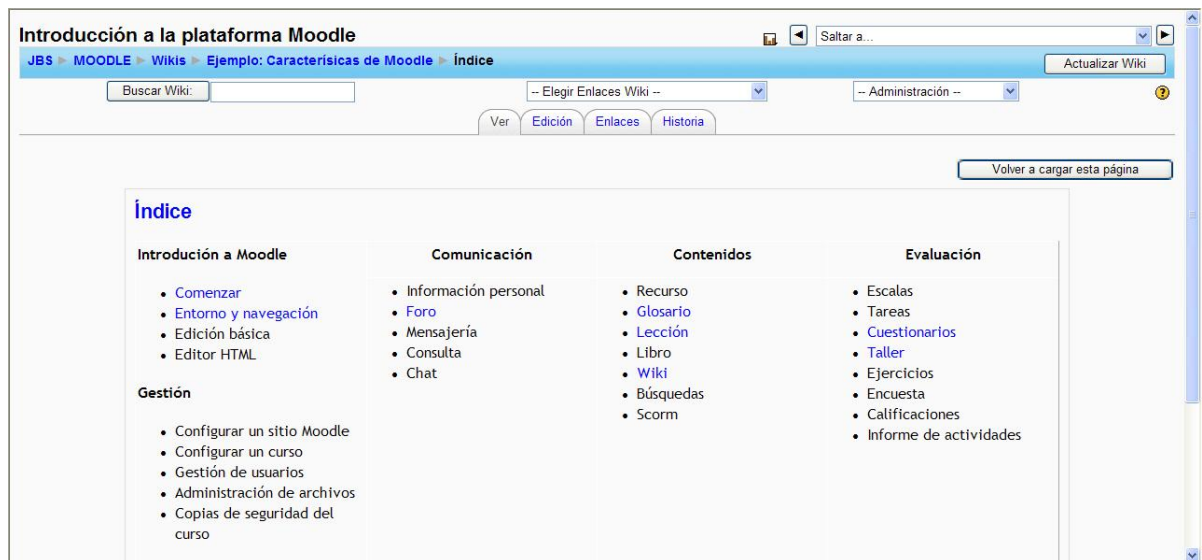 Introducción a la plataforma Moodle
Saltar a...
JBS ► MOODLE ► Wikis ► Ejemplo: Caracterísicas de Moodle ► Índice
Actualizar Wiki
Buscar Wiki:
-- Elegir Enlaces Wiki --
-- Administración --
Ver
Edición
Enlaces
Historia
Volver a cargar esta página
Índice
Introdución a Moodle
Comenzar
Entorno y navegación
Edición básica
Editor HTML
Gestión
Configurar un sitio Moodle
Configurar un curso
Gestión de usuarios
Administración de archivos
Copias de seguridad del
curso
Comunicación
Información personal
Foro
Mensajería
Consulta
Chat
Contenidos
Recurso
Glosario
Lección
Libro
Wiki
Búsquedas
Scorm
Evaluación
Escalas
Tareas
Cuestionarios
Taller
Ejercicios
Encuesta
Calificaciones
Informe de actividades